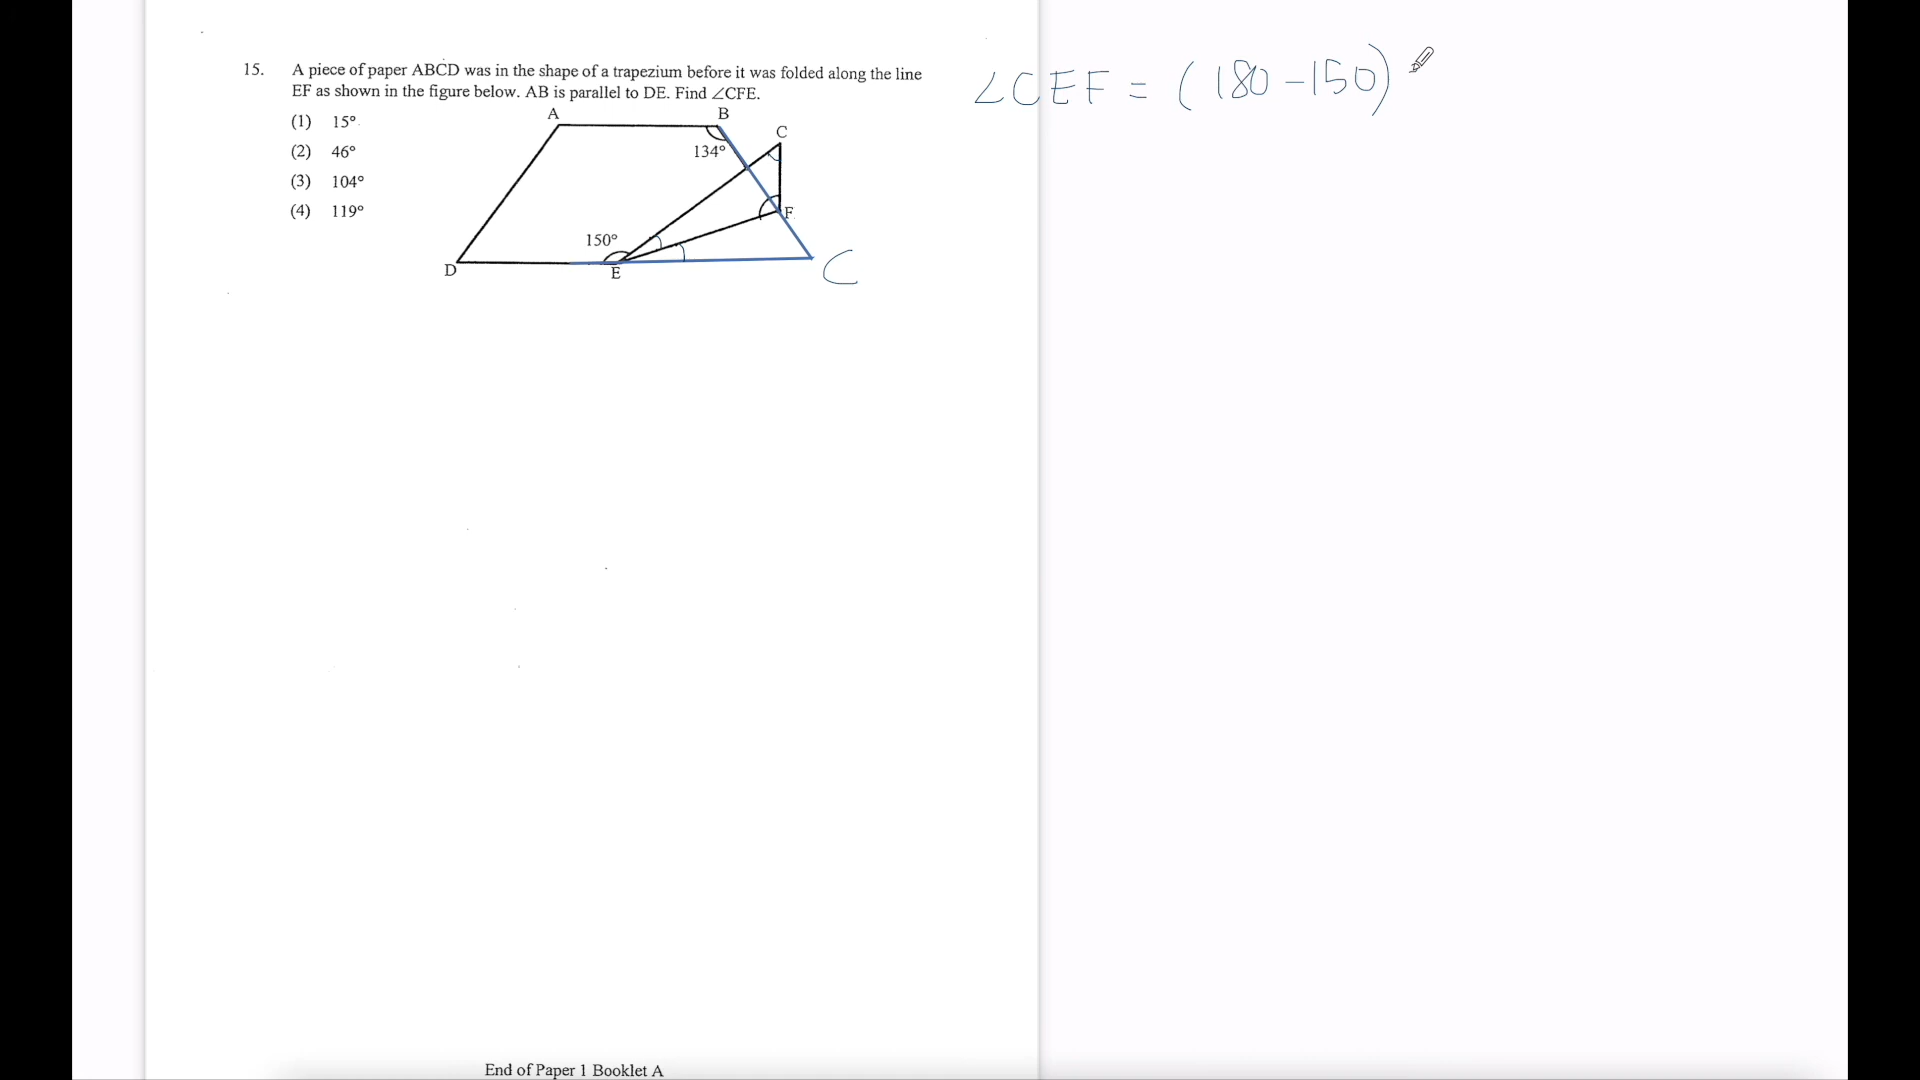 15. A piece of paper ABCD was in the shape of a trapezium before it was folded along the line
EF as shown in the figure below. AB is parallel to DE. Find ∠CFE.
(1) 15°
(2) 46°
(3) 104°
(4) 119°
A
B
C
134°
F
150°
D
E
C
∠CEF = (180-150)
End of Paper 1 Booklet A